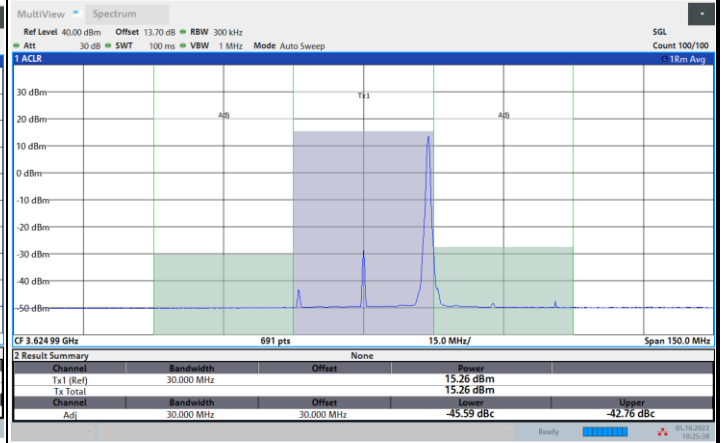 MultiView Spectrum
Ref Level 40.00 dBm Offset 13.70 dB RBW 300 kHz SGL
Att 30 dB SWT 100 ms VBW 1 MHz Mode Auto Sweep Count 100/100
1 ACLR 1Rm Avg
Tx1
Adj Adj
30 dBm
20 dBm
10 dBm
0 dBm
-10 dBm
-20 dBm
-30 dBm
-40 dBm
-50 dBm
CF 3.624 99 GHz 691 pts 15.0 MHz/ Span 150.0 MHz
2 Result Summary None
Channel Bandwidth Offset Power
Tx1 (Ref) 30.000 MHz 15.26 dBm
Tx Total 15.26 dBm
Channel Bandwidth Offset Lower Upper
Adj 30.000 MHz 30.000 MHz -45.59 dBc -42.76 dBc
Ready 05.10.2022
10:25:38